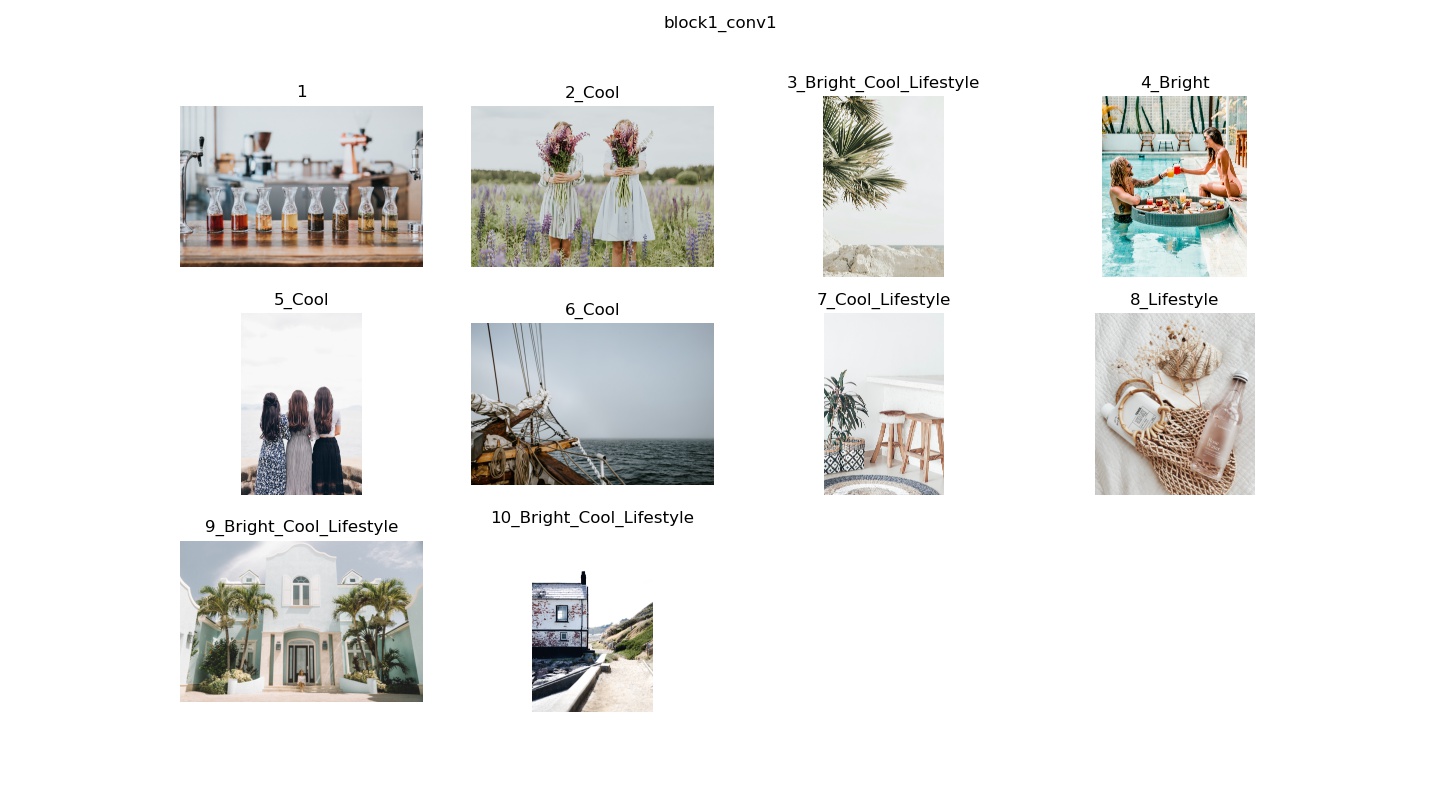 block1_conv1
1
2_Cool
3_Bright_Cool_Lifestyle
4_Bright
5_Cool
6_Cool
7_Cool_Lifestyle
8_Lifestyle
9_Bright_Cool_Lifestyle
10_Bright_Cool_Lifestyle